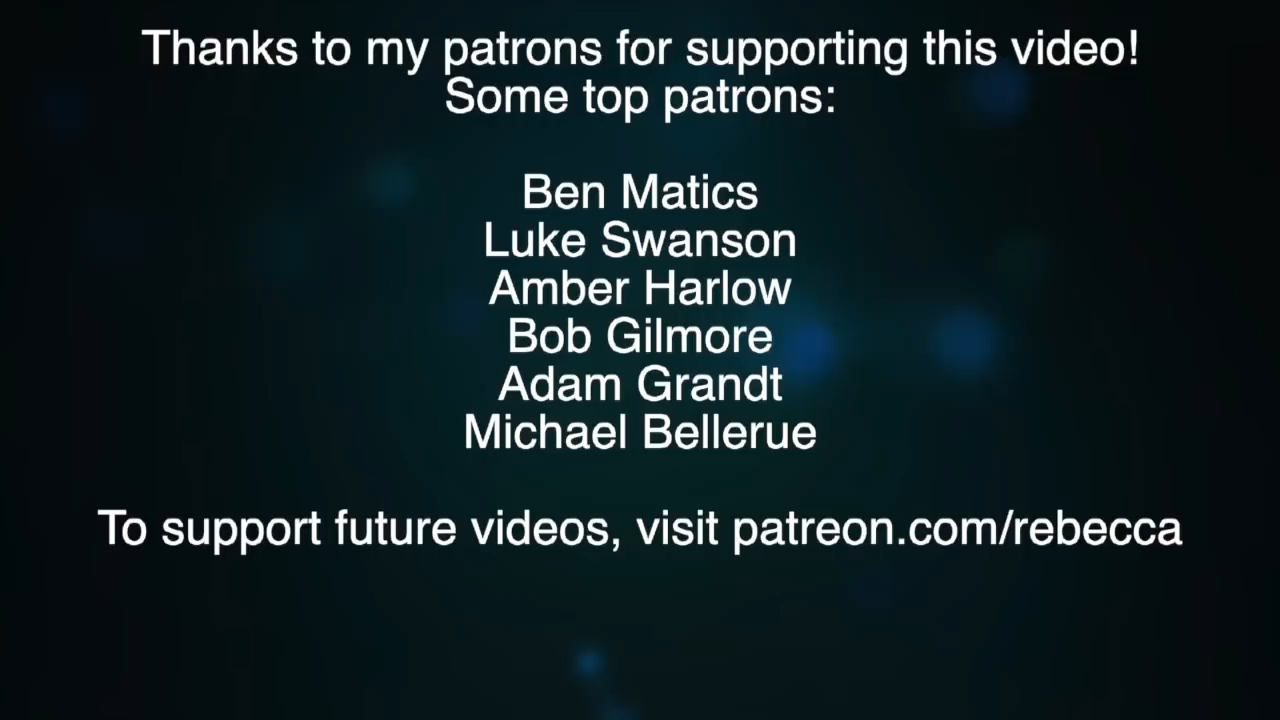 Thanks to my patrons for supporting this video!
Some top patrons:
Ben Matics
Luke Swanson
Amber Harlow
Bob Gilmore
Adam Grandt
Michael Bellerue
To support future videos, visit patreon.com/rebecca